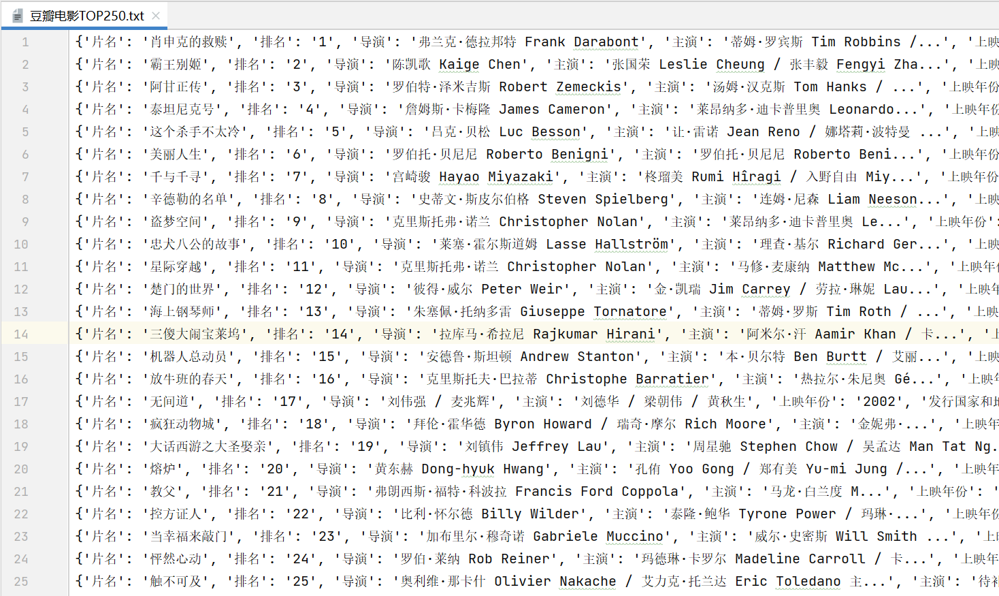 豆瓣电影TOP250.txt
1 {'片名': '肖申克的救赎', '排名': '1', '导演': '弗兰克·德拉邦特 Frank Darabont', '主演': '蒂姆·罗宾斯 Tim Robbins /...', '上映
2 {'片名': '霸王别姬', '排名': '2', '导演': '陈凯歌 Kaige Chen', '主演': '张国荣 Leslie Cheung / 张丰毅 Fengyi Zha...', '上映
3 {'片名': '阿甘正传', '排名': '3', '导演': '罗伯特·泽米吉斯 Robert Zemeckis', '主演': '汤姆·汉克斯 Tom Hanks / ...', '上映年份
4 {'片名': '泰坦尼克号', '排名': '4', '导演': '詹姆斯·卡梅隆 James Cameron', '主演': '莱昂纳多·迪卡普里奥 Leonardo...', '上映年份
5 {'片名': '这个杀手不太冷', '排名': '5', '导演': '吕克·贝松 Luc Besson', '主演': '让·雷诺 Jean Reno / 娜塔莉·波特曼 ...', '上映
6 {'片名': '美丽人生', '排名': '6', '导演': '罗伯托·贝尼尼 Roberto Benigni', '主演': '罗伯托·贝尼尼 Roberto Beni...', '上映年份
7 {'片名': '千与千寻', '排名': '7', '导演': '宫崎骏 Hayao Miyazaki', '主演': '柊瑠美 Rumi Hîragi / 入野自由 Miy...', '上映年份
8 {'片名': '辛德勒的名单', '排名': '8', '导演': '史蒂文·斯皮尔伯格 Steven Spielberg', '主演': '连姆·尼森 Liam Neeson...', '上映
9 {'片名': '盗梦空间', '排名': '9', '导演': '克里斯托弗·诺兰 Christopher Nolan', '主演': '莱昂纳多·迪卡普里奥 Le...', '上映年份':
10 {'片名': '忠犬八公的故事', '排名': '10', '导演': '莱塞·霍尔斯道姆 Lasse Hallström', '主演': '理查·基尔 Richard Ger...', '上映
11 {'片名': '星际穿越', '排名': '11', '导演': '克里斯托弗·诺兰 Christopher Nolan', '主演': '马修·麦康纳 Matthew Mc...', '上映年份
12 {'片名': '楚门的世界', '排名': '12', '导演': '彼得·威尔 Peter Weir', '主演': '金·凯瑞 Jim Carrey / 劳拉·琳妮 Lau...', '上映年
13 {'片名': '海上钢琴师', '排名': '13', '导演': '朱塞佩·托纳多雷 Giuseppe Tornatore', '主演': '蒂姆·罗斯 Tim Roth / ...', '上映
14 {'片名': '三傻大闹宝莱坞', '排名': '14', '导演': '拉库马·希拉尼 Rajkumar Hirani', '主演': '阿米尔·汗 Aamir Khan / 卡...', '上
15 {'片名': '机器人总动员', '排名': '15', '导演': '安德鲁·斯坦顿 Andrew Stanton', '主演': '本·贝尔特 Ben Burtt / 艾丽...', '上映
16 {'片名': '放牛班的春天', '排名': '16', '导演': '克里斯托夫·巴拉蒂 Christophe Barratier', '主演': '热拉尔·朱尼奥 Gé...', '上映年
17 {'片名': '无间道', '排名': '17', '导演': '刘伟强 / 麦兆辉', '主演': '刘德华 / 梁朝伟 / 黄秋生', '上映年份': '2002', '发行国家和地
18 {'片名': '疯狂动物城', '排名': '18', '导演': '拜伦·霍华德 Byron Howard / 瑞奇·摩尔 Rich Moore', '主演': '金妮弗·...', '上映年
19 {'片名': '大话西游之大圣娶亲', '排名': '19', '导演': '刘镇伟 Jeffrey Lau', '主演': '周星驰 Stephen Chow / 吴孟达 Man Tat Ng..
20 {'片名': '熔炉', '排名': '20', '导演': '黄东赫 Dong-hyuk Hwang', '主演': '孔侑 Yoo Gong / 郑有美 Yu-mi Jung /...', '上映年
21 {'片名': '教父', '排名': '21', '导演': '弗朗西斯·福特·科波拉 Francis Ford Coppola', '主演': '马龙·白兰度 M...', '上映年份': '
22 {'片名': '控方证人', '排名': '22', '导演': '比利·怀尔德 Billy Wilder', '主演': '泰隆·鲍华 Tyrone Power / 玛琳·...', '上映年份
23 {'片名': '当幸福来敲门', '排名': '23', '导演': '加布里尔·穆奇诺 Gabriele Muccino', '主演': '威尔·史密斯 Will Smith ...', '上映
24 {'片名': '怦然心动', '排名': '24', '导演': '罗伯·莱纳 Rob Reiner', '主演': '玛德琳·卡罗尔 Madeline Carroll / 卡...', '上映年
25 {'片名': '触不可及', '排名': '25', '导演': '奥利维·那卡什 Olivier Nakache / 艾力克·托兰达 Eric Toledano 主...', '主演': '待补